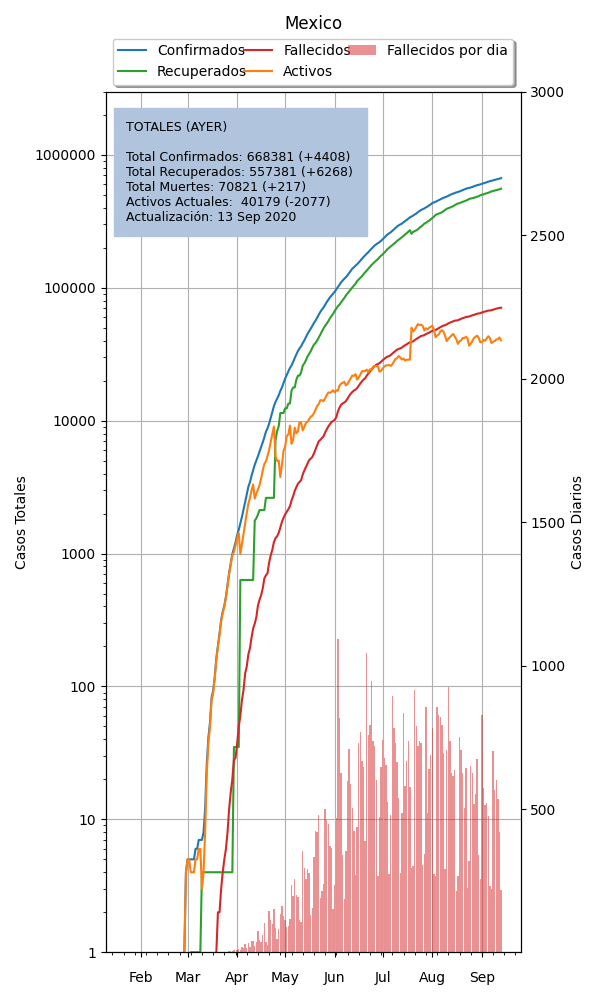 Mexico
Confirmados Fallecidos Fallecidos por dia
Recuperados Activos
TOTALES (AYER)
Total Confirmados: 668381 (+4408)
Total Recuperados: 557381 (+6268)
Total Muertes: 70821 (+217)
Activos Actuales:  40179 (-2077)
Actualización: 13 Sep 2020
Casos Totales
1000000
100000
10000
1000
100
10
1
3000
2500
2000
1500
1000
500
Casos Diarios
Feb Mar Apr May Jun Jul Aug Sep